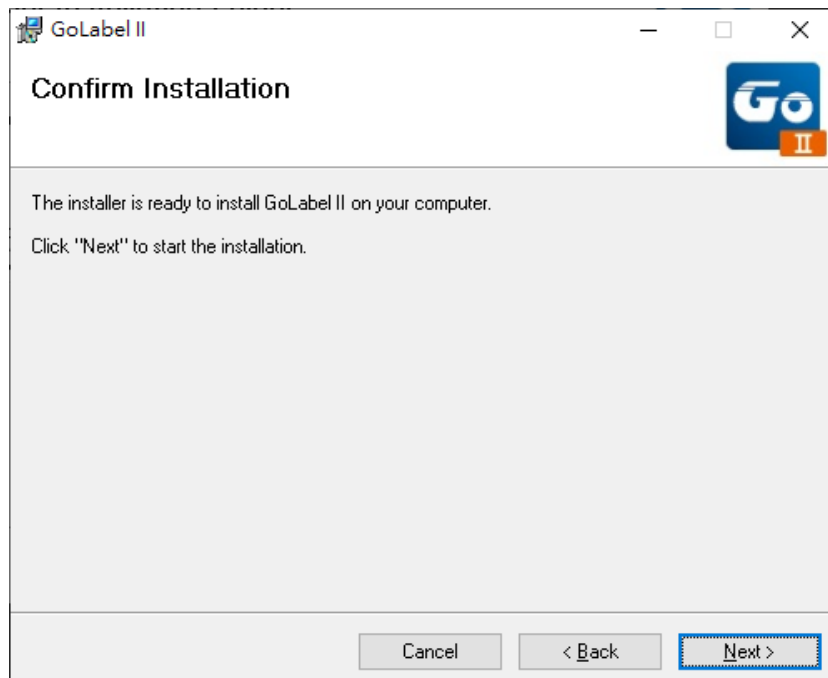 GoLabel II
Confirm Installation
Go
II
The installer is ready to install GoLabel II on your computer.
Click "Next" to start the installation.
Cancel
< Back
Next >